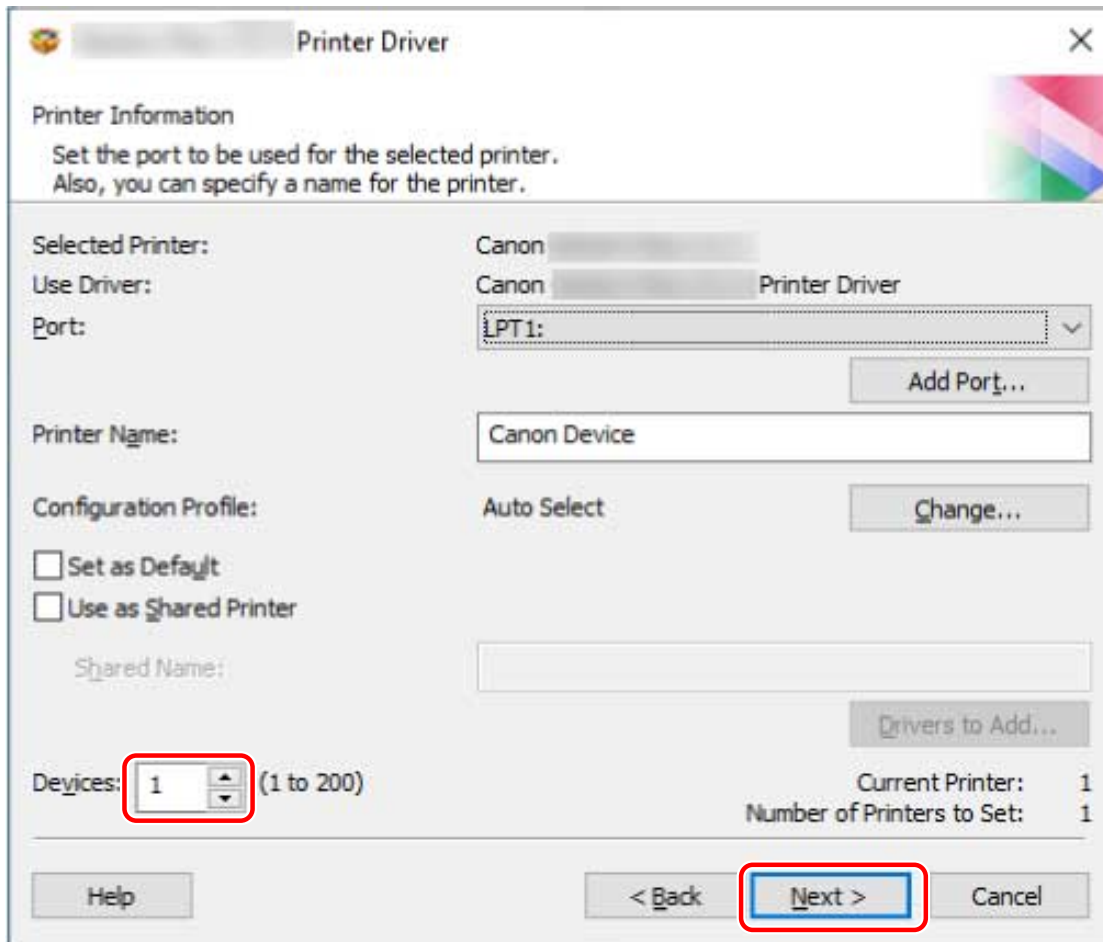 Printer Driver
Printer Information
Set the port to be used for the selected printer.
Also, you can specify a name for the printer.
Selected Printer: Canon
Use Driver: Canon Printer Driver
Port: LPT1:
Add Port...
Printer Name: Canon Device
Configuration Profile: Auto Select Change...
Set as Default
Use as Shared Printer
Shared Name:
Drivers to Add...
Devices: 1 (1 to 200) Current Printer: 1
Number of Printers to Set: 1
Help < Back Next > Cancel